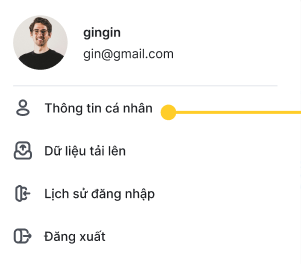 gingin
gin@gmail.com
Thông tin cá nhân
Dữ liệu tải lên
Lịch sử đăng nhập
Đăng xuất